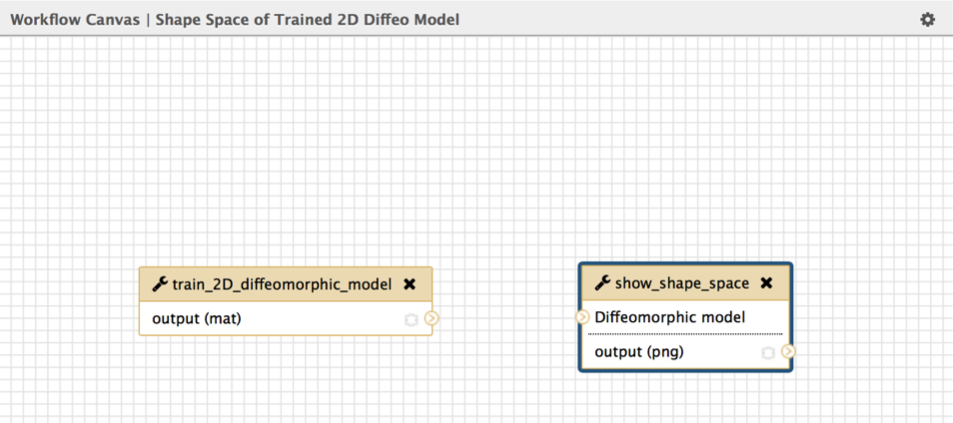 Workflow Canvas | Shape Space of Trained 2D Diffeo Model
train_2D_diffeomorphic_model
output (mat)
show_shape_space
Diffeomorphic model
output (png)